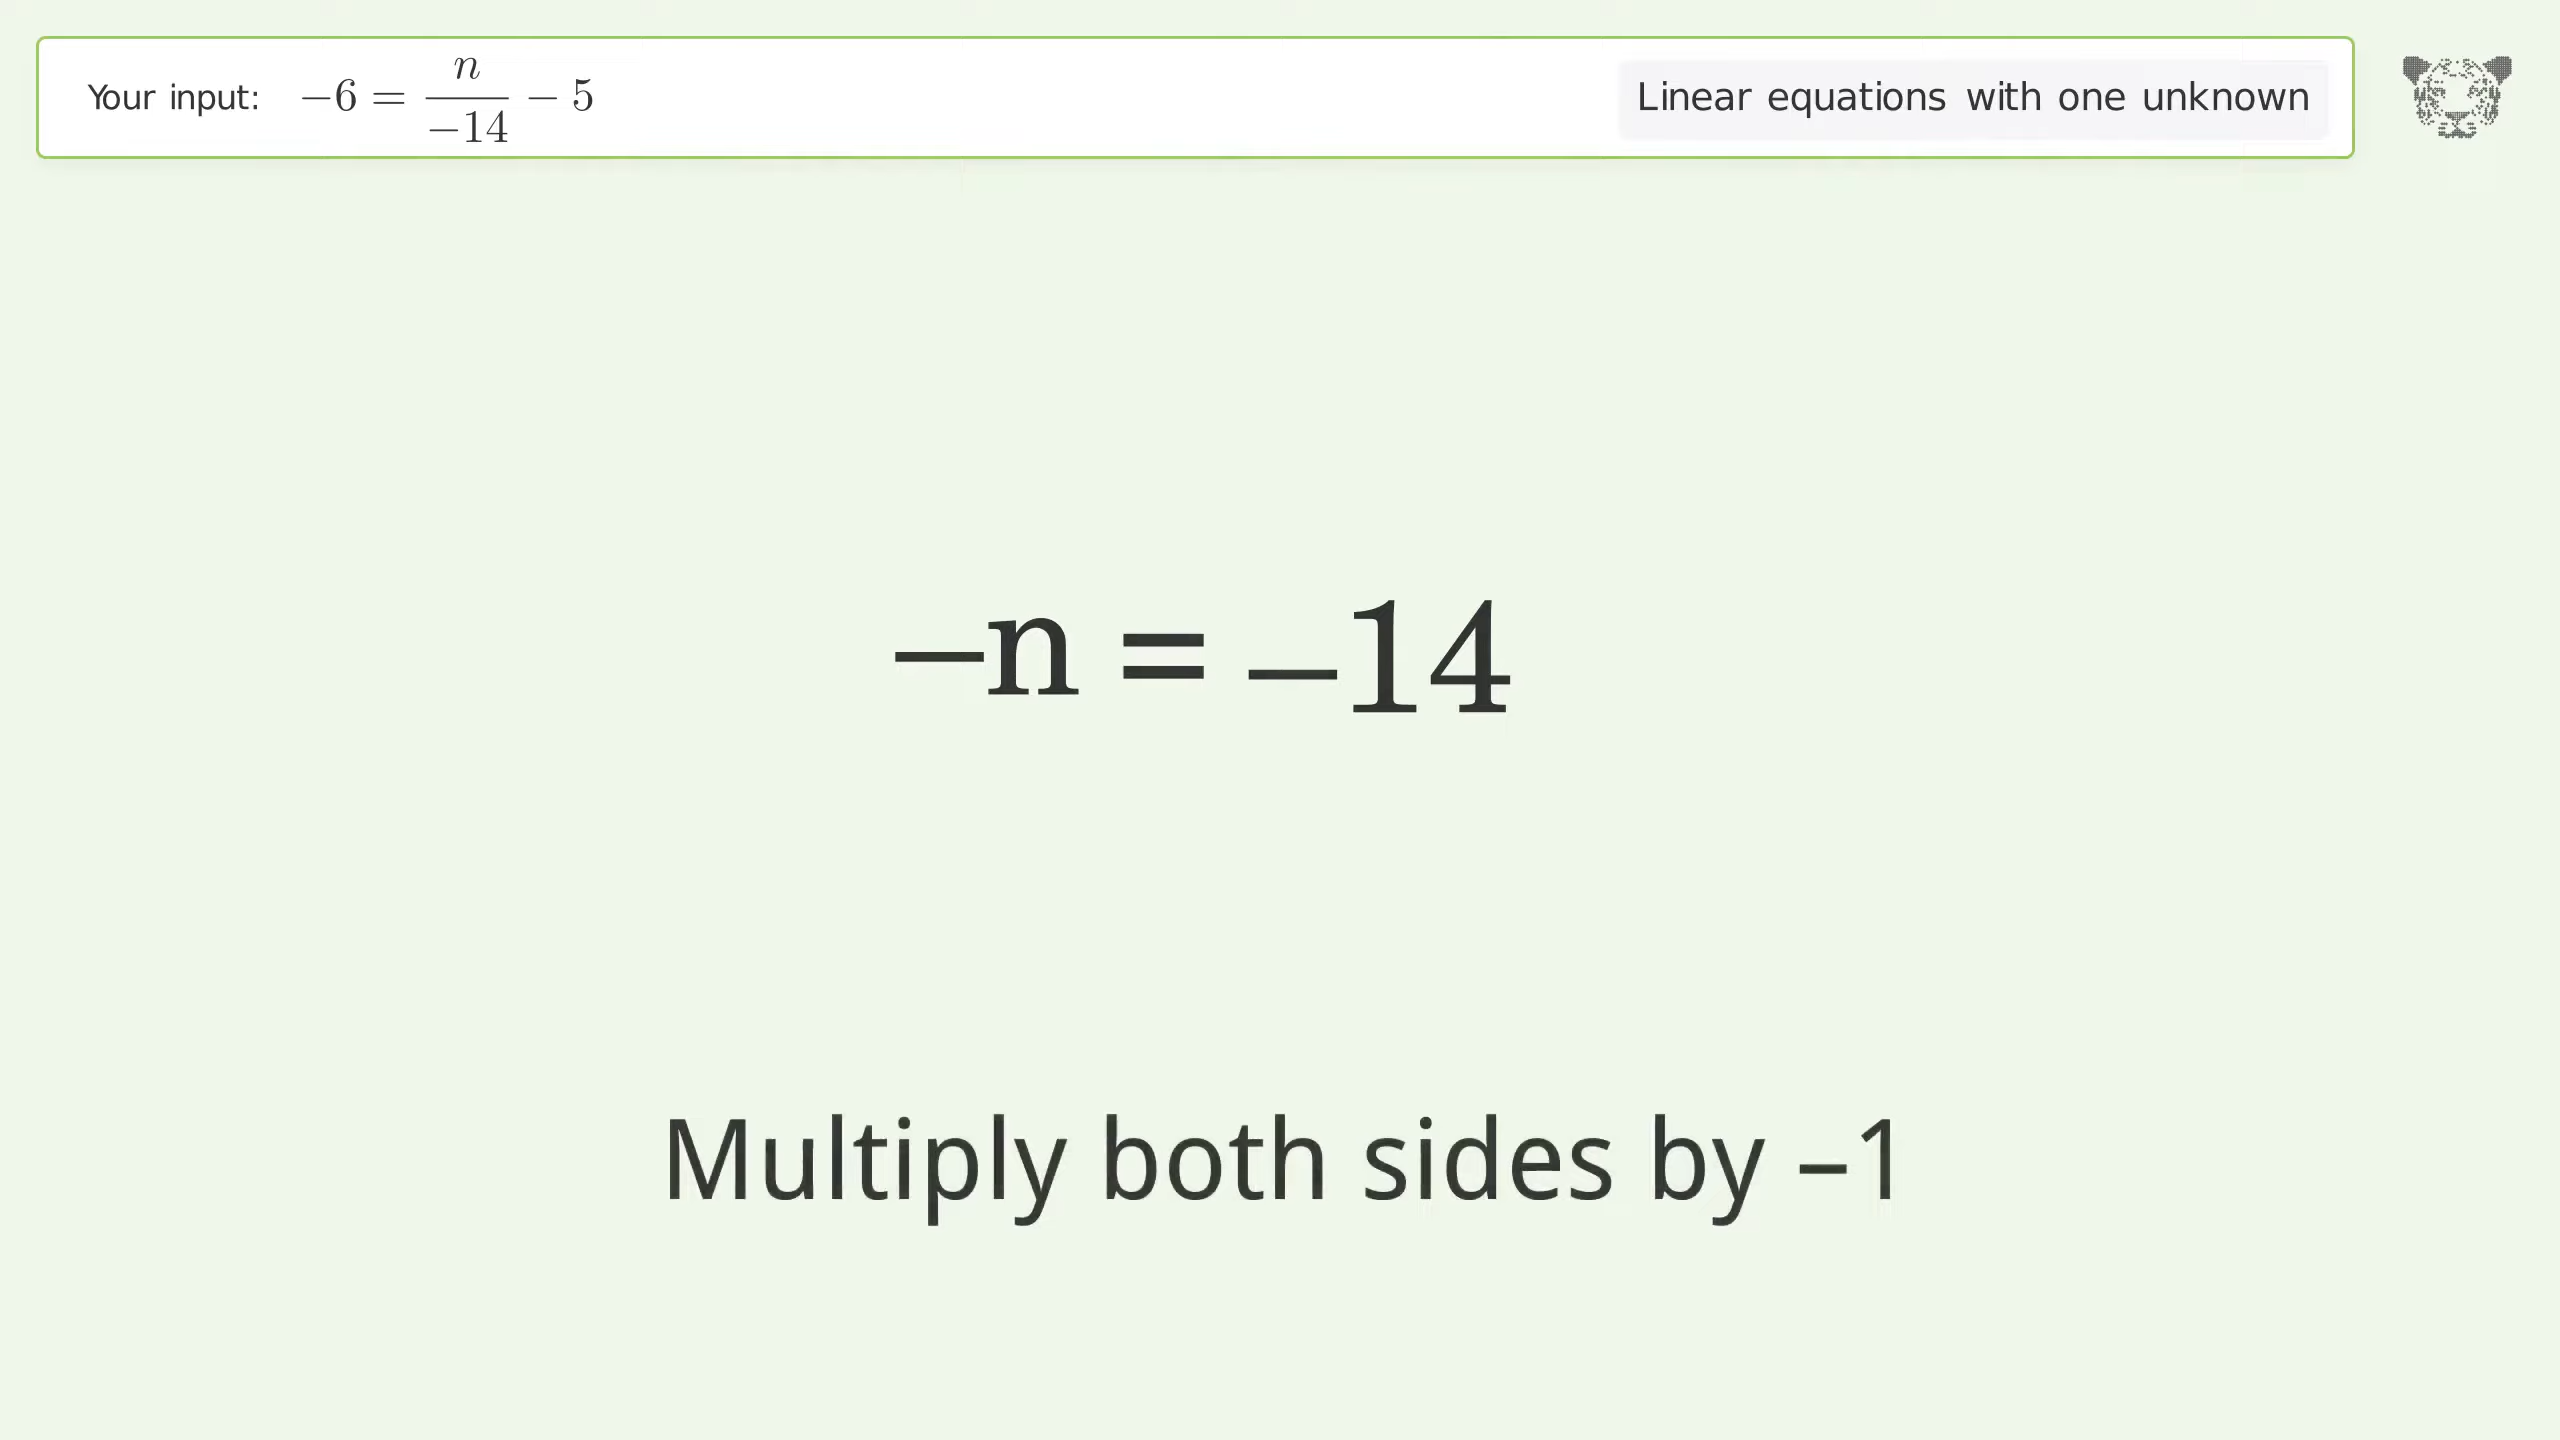 Your input: −6 = n/−14 − 5
Linear equations with one unknown
−n = −14
Multiply both sides by –1